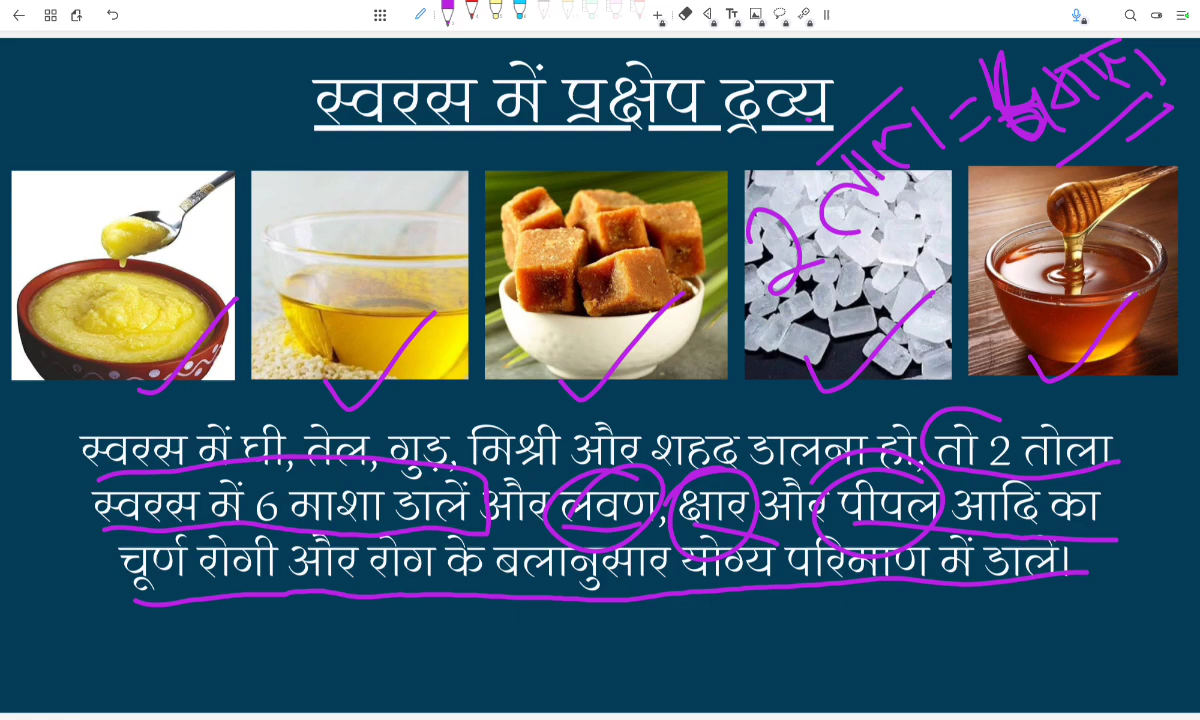 स्वरस में प्रक्षेप द्रव्य
2 तोला =
स्वरस में घी, तेल, गुड़, मिश्री और शहद डालना हो, तो 2 तोला
स्वरस में 6 माशा डालें और लवण, क्षार और पीपल आदि का
चूर्ण रोगी और रोग के बलानुसार योग्य परिमाण में डालें।